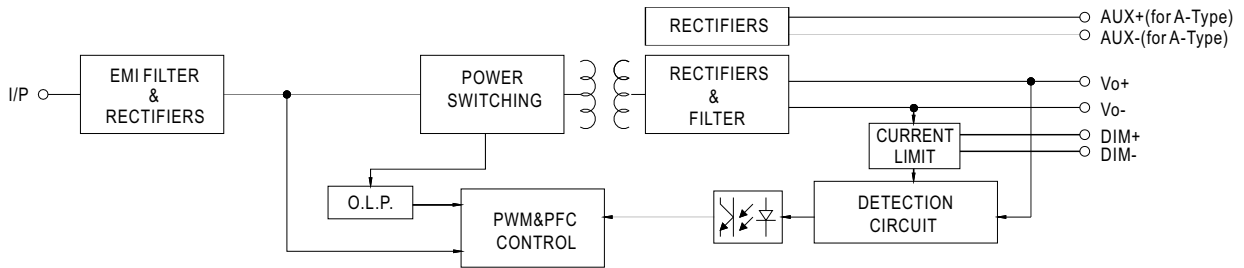 RECTIFIERS
AUX+(for A-Type)
AUX-(for A-Type)
I/P
EMI FILTER
&
RECTIFIERS
POWER
SWITCHING
RECTIFIERS
&
FILTER
Vo+
Vo-
CURRENT
LIMIT
DIM+
DIM-
O.L.P.
PWM&PFC
CONTROL
DETECTION
CIRCUIT